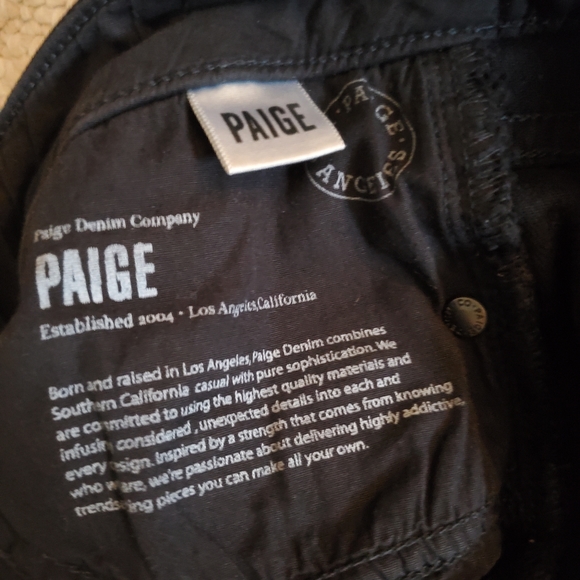 PAIGE
PAIGE
ANGELES
Paige Denim Company
PAIGE
Established 2004 • Los Angeles, California
Born and raised in Los Angeles, Paige Denim combines
Southern California casual with pure sophistication. We
are committed to using the highest quality materials and
infusing considered, unexpected details into each and
every design. Inspired by a strength that comes from knowing
who we are, we're passionate about delivering highly addictive,
trendsetting pieces you can make all your own.
CO. PAIGE